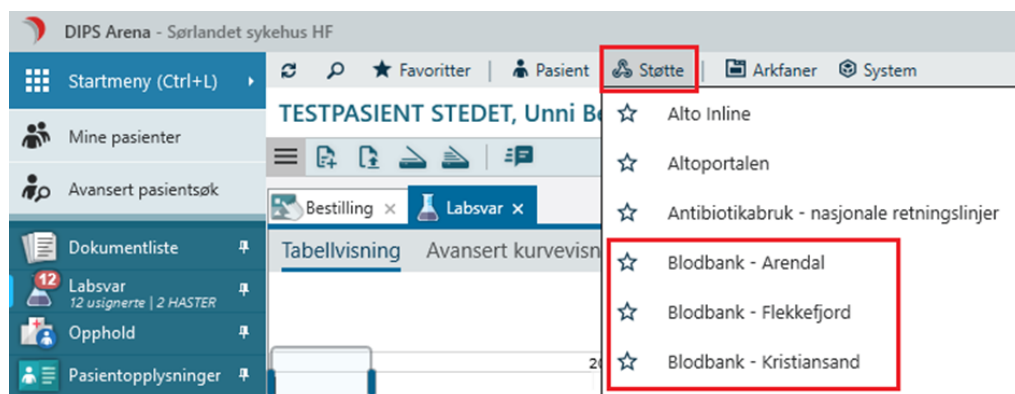 DIPS Arena - Sørlandet sykehus HF
Startmeny (Ctrl+L)
Favoritter
Pasient
Støtte
Arkfaner
System
Mine pasienter
Avansert pasientsøk
Dokumentliste
12
Labsvar
12 usignerte | 2 HASTER
Opphold
Pasientopplysninger
TESTPASIENT STEDET, Unni
Bestilling
Labsvar
Tabellvisning
Avansert
Alto Inline
Altoportalen
Antibiotikabruk - nasjonale retningslinjer
Blodbank - Arendal
Blodbank - Flekkefjord
Blodbank - Kristiansand